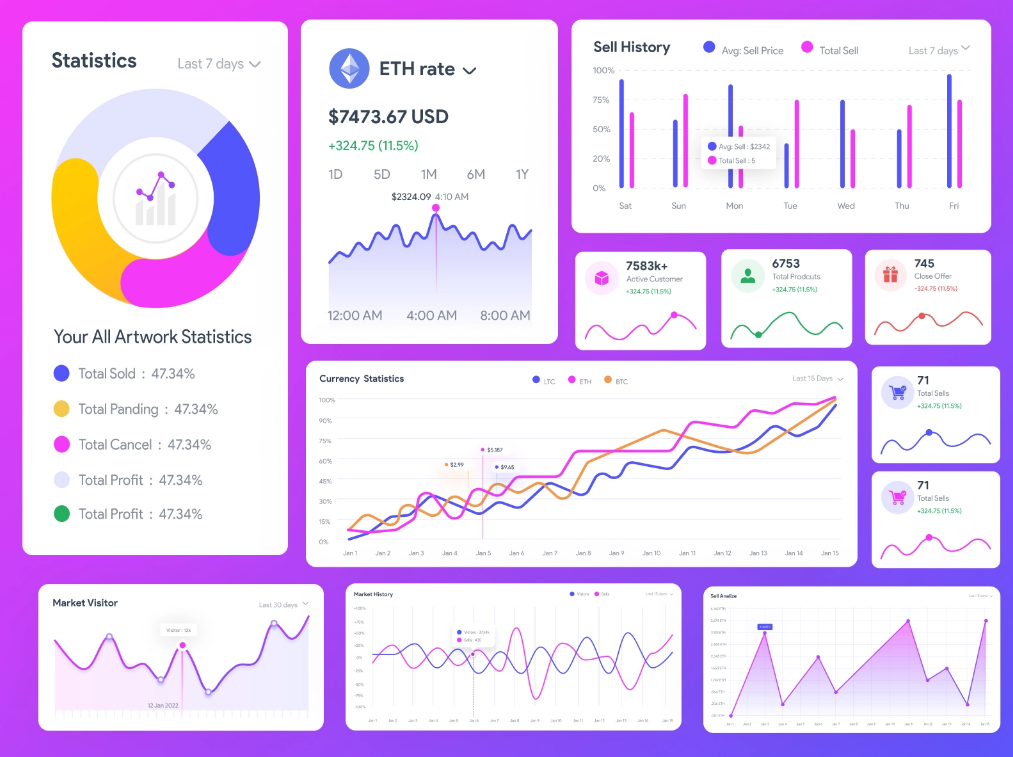 Statistics
Last 7 days
Your All Artwork Statistics
Total Sold : 47.34%
Total Panding : 47.34%
Total Cancel : 47.34%
Total Profit : 47.34%
Total Profit : 47.34%
ETH rate
$7473.67 USD
+324.75 (11.5%)
1D 5D 1M 6M 1Y
$2324.09 4:10 AM
12:00 AM 4:00 AM 8:00 AM
Sell History
Avg: Sell Price Total Sell
Last 7 days
100%
75%
50%
20%
0%
Avg: Sell : $2342
Total Sell : 5
Sat Sun Mon Tue Wed Thu Fri
7583k+
Active Customer
+324.75 (11.5%)
6753
Total Prodcuts
+324.75 (11.5%)
745
Close Offer
-324.75 (11.5%)
Currency Statistics
LTC ETH BTC
Last 15 Days
100%
90%
75%
60%
45%
30%
15%
0%
$2.99
$9.65
Jan 1 Jan 2 Jan 3 Jan 4 Jan 5 Jan 6 Jan 7 Jan 8 Jan 9 Jan 10 Jan 11 Jan 12 Jan 13 Jan 14 Jan 15
71
Total Sells
+324.75 (11.5%)
71
Total Sells
+324.75 (11.5%)
Market Visitor
Last 30 days
Visitor : 12k
12 Jan 2022
Market History
Visitors Sells
Sell Analize